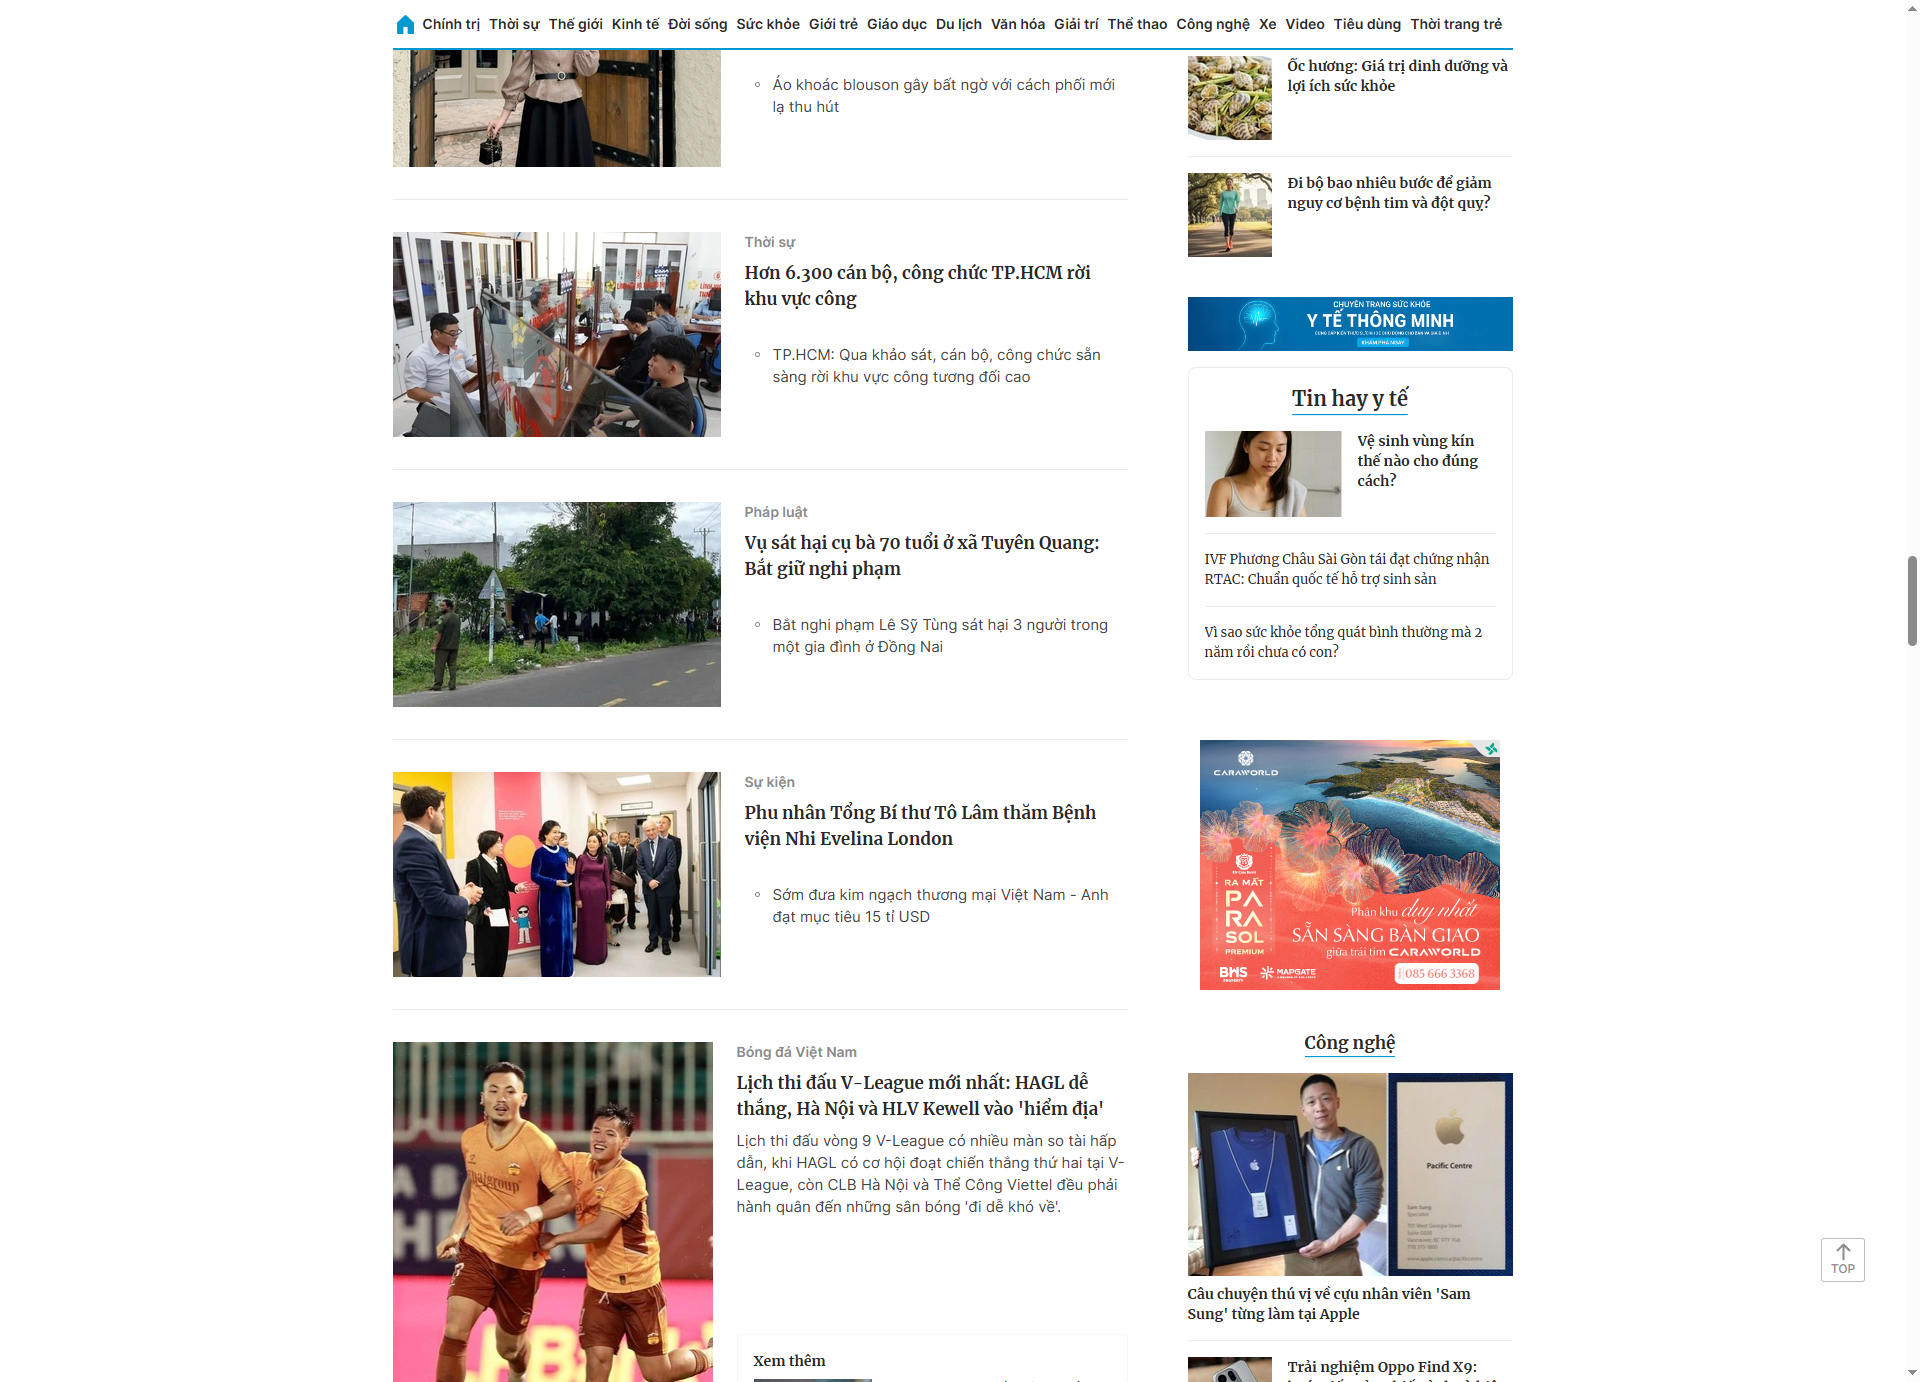 Chính trị Thời sự Thế giới Kinh tế Đời sống Sức khỏe Giới trẻ Giáo dục Du lịch Văn hóa Giải trí Thể thao Công nghệ Xe Video Tiêu dùng Thời trang trẻ
Áo khoác blouson gây bất ngờ với cách phối mới
lạ thu hút
Thời sự
Hơn 6.300 cán bộ, công chức TP.HCM rời
khu vực công
TP.HCM: Qua khảo sát, cán bộ, công chức sẵn
sàng rời khu vực công tương đối cao
Pháp luật
Vụ sát hại cụ bà 70 tuổi ở xã Tuyên Quang:
Bắt giữ nghi phạm
Bắt nghi phạm Lê Sỹ Tùng sát hại 3 người trong
một gia đình ở Đồng Nai
Sự kiện
Phu nhân Tổng Bí thư Tô Lâm thăm Bệnh
viện Nhi Evelina London
Sớm đưa kim ngạch thương mại Việt Nam - Anh
đạt mục tiêu 15 tỉ USD
Bóng đá Việt Nam
Lịch thi đấu V-League mới nhất: HAGL dễ
thắng, Hà Nội và HLV Kewell vào 'hiểm địa'
Lịch thi đấu vòng 9 V-League có nhiều màn so tài hấp
dẫn, khi HAGL có cơ hội đoạt chiến thắng thứ hai tại V-
League, còn CLB Hà Nội và Thể Công Viettel đều phải
hành quân đến những sân bóng 'đi dễ khó về'.
Xem thêm
Ốc hương: Giá trị dinh dưỡng và
lợi ích sức khỏe
Đi bộ bao nhiêu bước để giảm
nguy cơ bệnh tim và đột quỵ?
CHUYÊN TRANG SỨC KHỎE
Y TẾ THÔNG MINH
KHÁM PHÁ NGAY
Tin hay y tế
Vệ sinh vùng kín
thế nào cho đúng
cách?
IVF Phương Châu Sài Gòn tái đạt chứng nhận
RTAC: Chuẩn quốc tế hỗ trợ sinh sản
Vì sao sức khỏe tổng quát bình thường mà 2
năm rồi chưa có con?
CARAWORLD
RA MẮT
PA
RA
SOL
PREMIUM
Phân khu duy nhất
SẴN SÀNG BÀN GIAO
giữa trái tim CARAWORLD
BHS
PROPERTY
MAPGATE
085 666 3368
Công nghệ
Pacific Centre
Sam Sung
Specialist
Câu chuyện thú vị về cựu nhân viên 'Sam
Sung' từng làm tại Apple
Trải nghiệm Oppo Find X9:
TOP